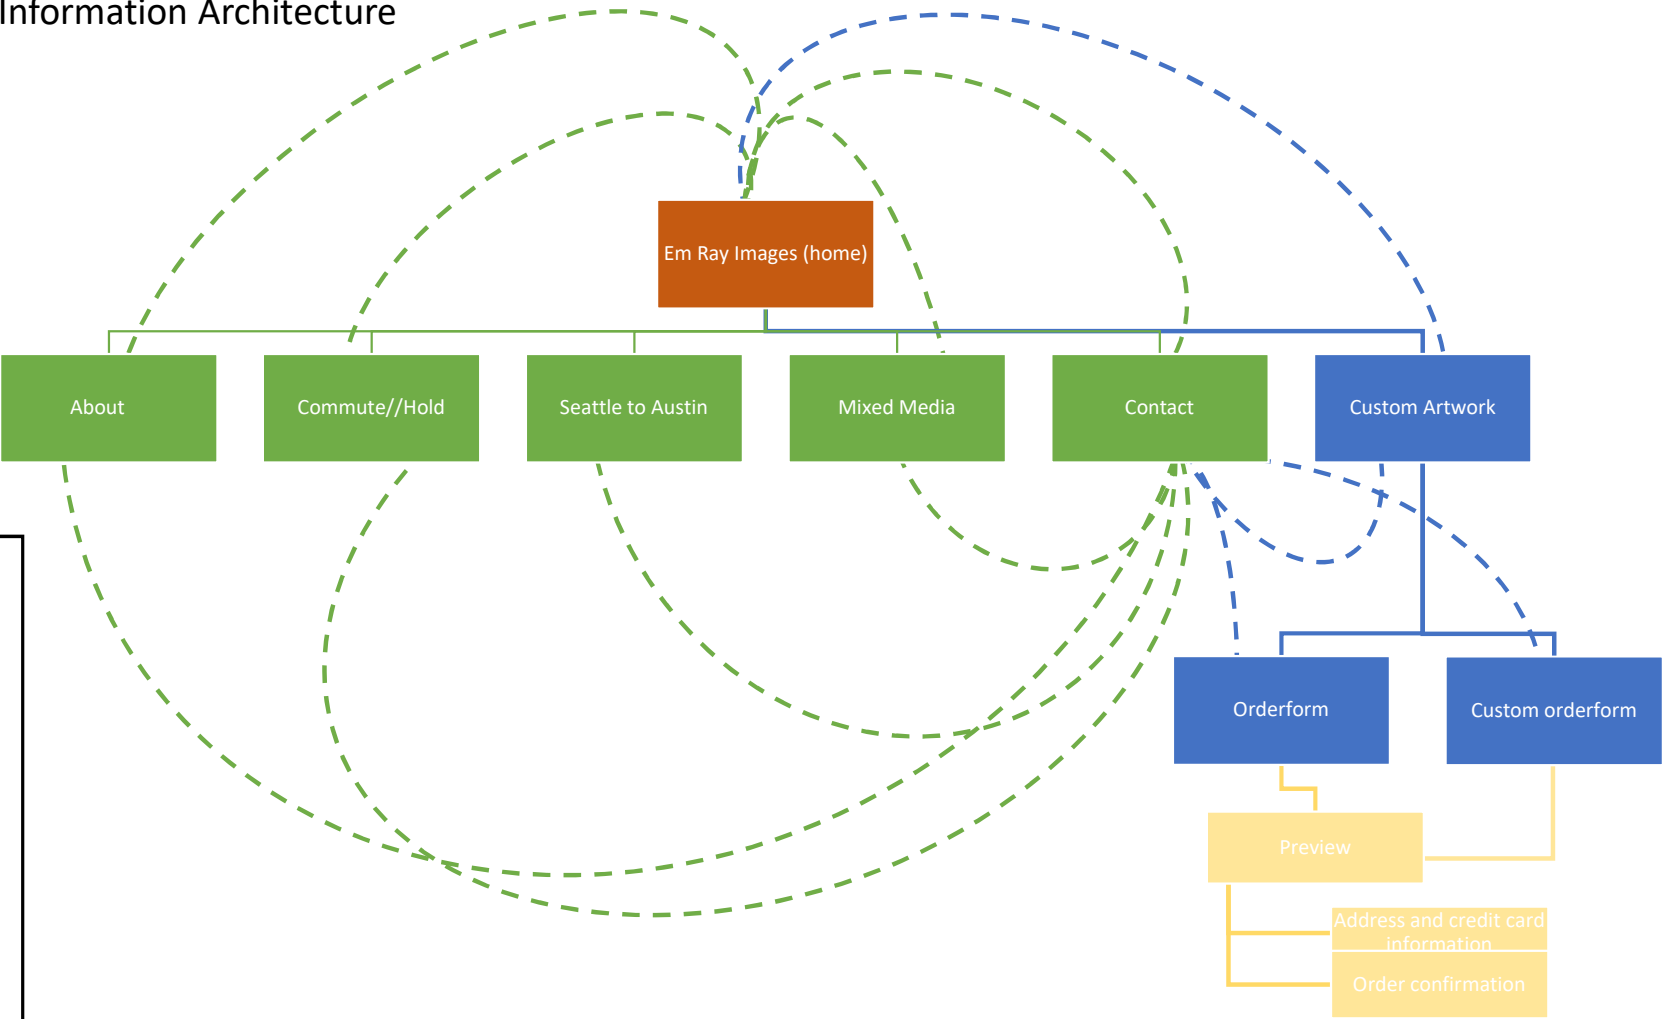 Information Architecture
Em Ray Images (home)
About
Commute//Hold
Seattle to Austin
Mixed Media
Contact
Custom Artwork
Orderform
Custom orderform
Preview
Address and credit card
information
Order confirmation